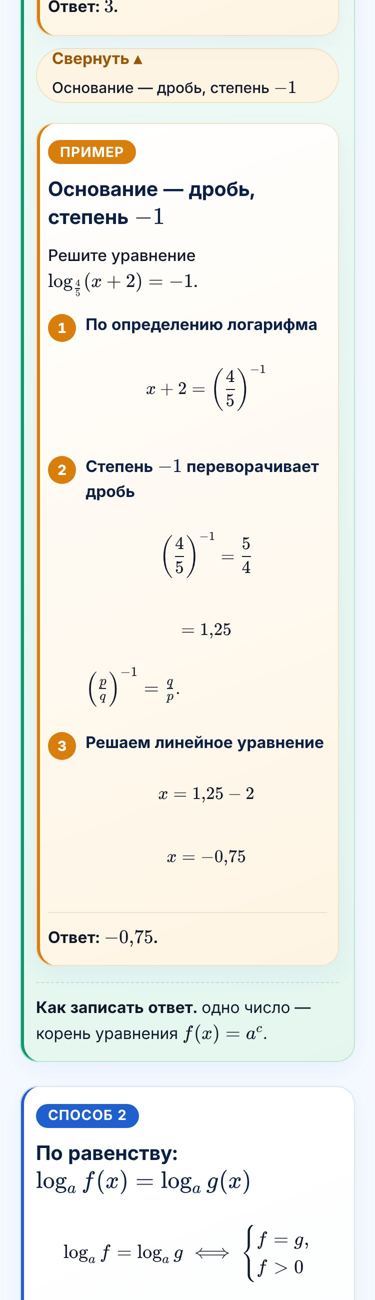 Ответ: 3.
Свернуть ▴
Основание — дробь, степень −1
ПРИМЕР
Основание — дробь,
степень −1
Решите уравнение
log_{4/5}(x + 2) = −1.
1 По определению логарифма
x + 2 = (4/5)^{−1}
2 Степень −1 переворачивает
дробь
(4/5)^{−1} = 5/4
= 1,25
(p/q)^{−1} = q/p.
3 Решаем линейное уравнение
x = 1,25 − 2
x = −0,75
Ответ: −0,75.
Как записать ответ. одно число —
корень уравнения f(x) = a^c.
СПОСОБ 2
По равенству:
log_a f(x) = log_a g(x)
log_a f = log_a g ⟺ { f = g,
f > 0